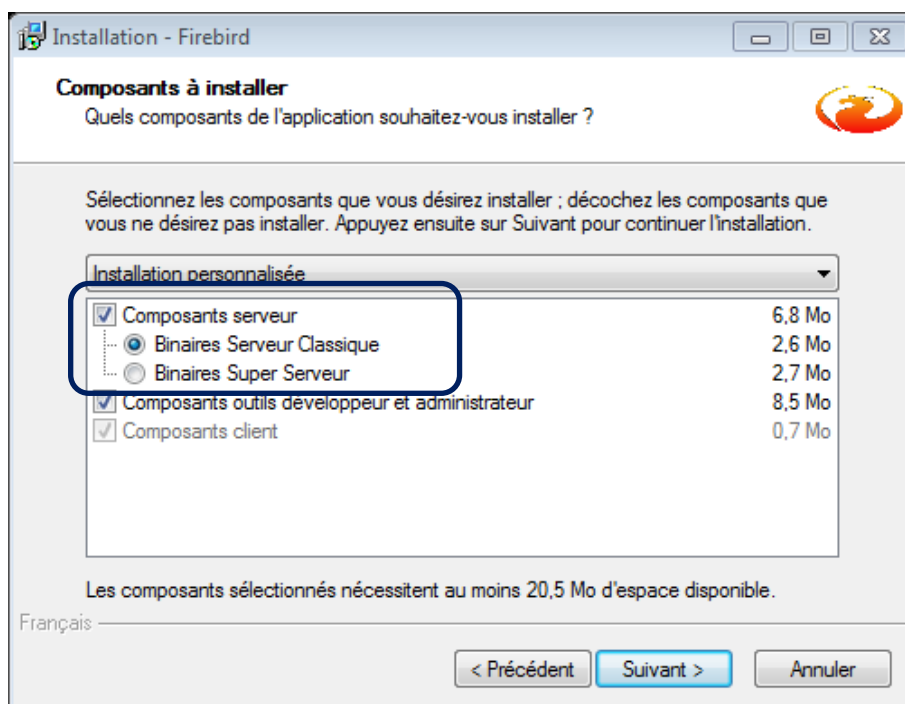 Installation - Firebird
Composants à installer
Quels composants de l'application souhaitez-vous installer ?
Sélectionnez les composants que vous désirez installer ; décochez les composants que
vous ne désirez pas installer. Appuyez ensuite sur Suivant pour continuer l'installation.
Installation personnalisée
Composants serveur 6,8 Mo
Binaires Serveur Classique 2,6 Mo
Binaires Super Serveur 2,7 Mo
Composants outils développeur et administrateur 8,5 Mo
Composants client 0,7 Mo
Les composants sélectionnés nécessitent au moins 20,5 Mo d'espace disponible.
Français
< Précédent Suivant > Annuler